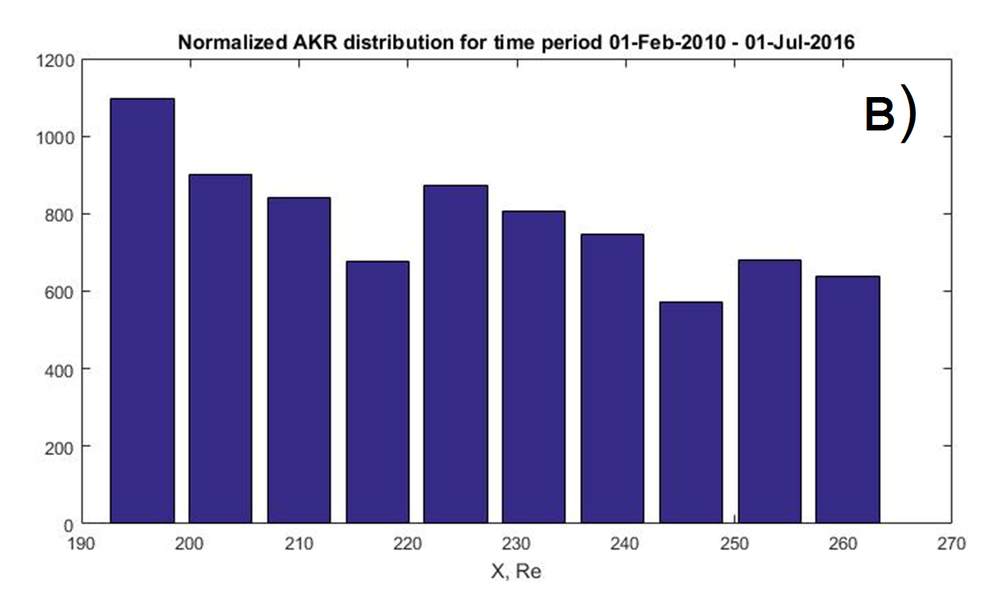 Normalized AKR distribution for time period 01-Feb-2010 - 01-Jul-2016
B)
1200
1000
800
600
400
200
0
190 200 210 220 230 240 250 260 270
X, Re